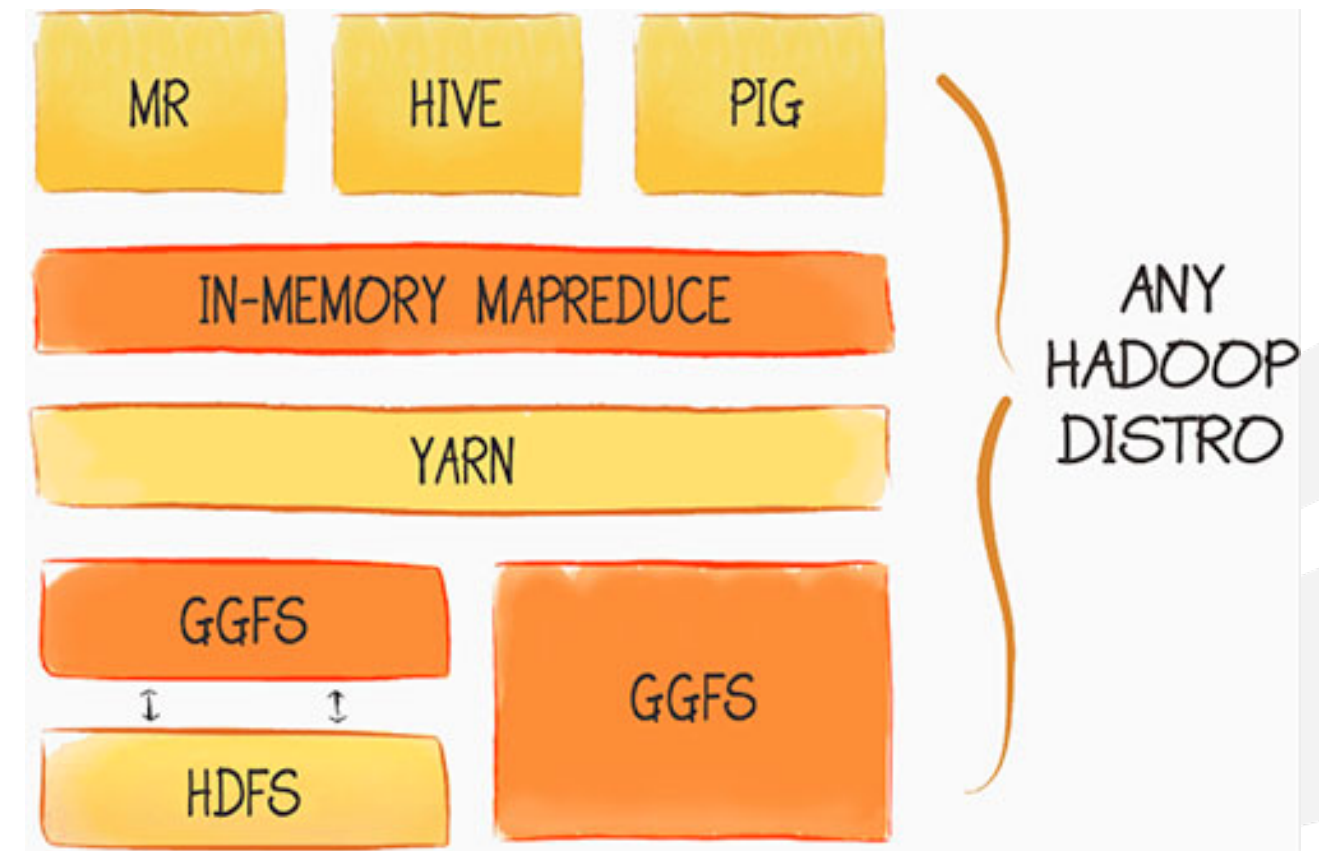 MR
HIVE
PIG
IN-MEMORY MAPREDUCE
YARN
GGFS
HDFS
GGFS
ANY
HADOOP
DISTRO